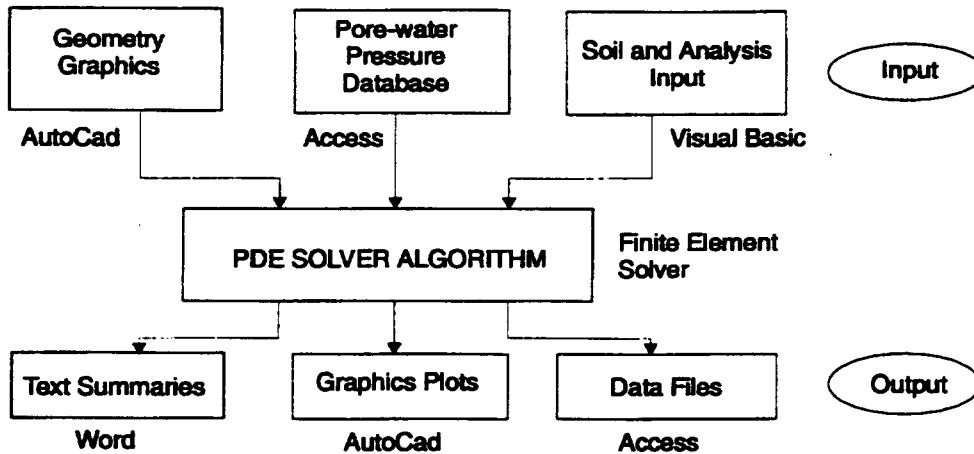 Geometry
Graphics
Pore-water
Pressure
Database
Soil and Analysis
Input
Input
AutoCad
Access
Visual Basic
PDE SOLVER ALGORITHM
Finite Element
Solver
Text Summaries
Graphics Plots
Data Files
Output
Word
AutoCad
Access